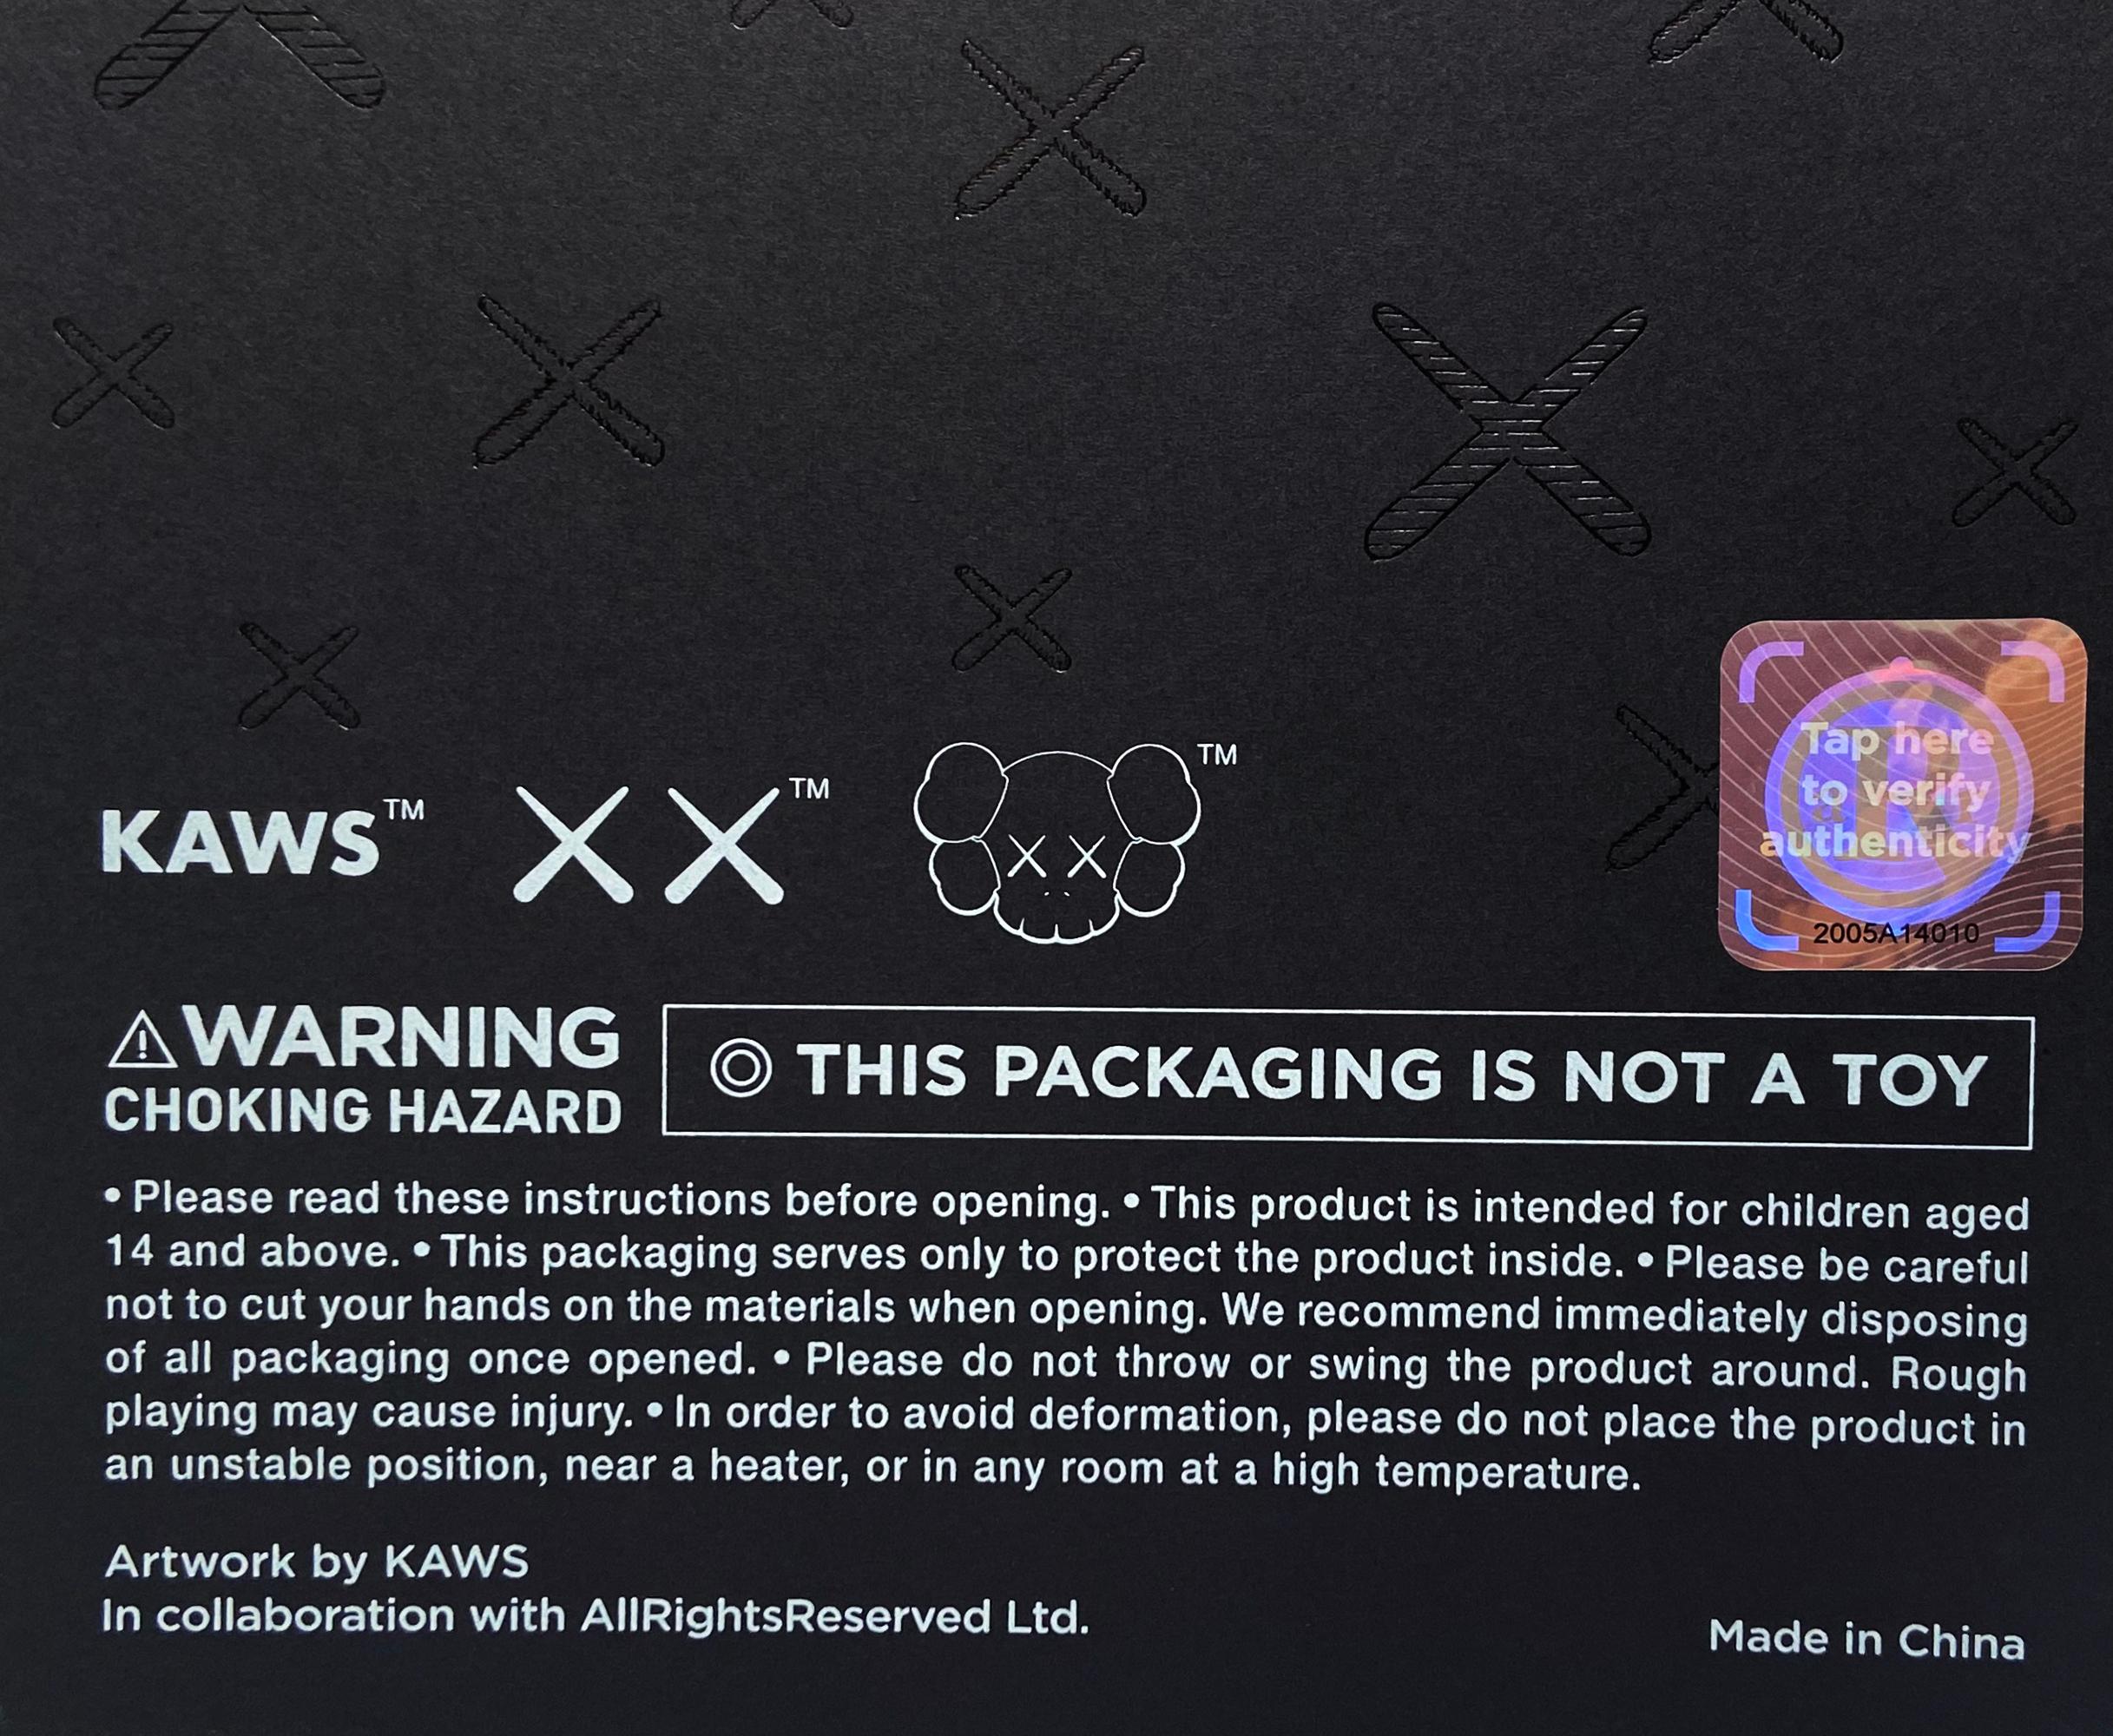 KAWS™ XX™ ™
Tap here
to verify
authenticity
2005A14010
⚠ WARNING
CHOKING HAZARD
◎ THIS PACKAGING IS NOT A TOY
• Please read these instructions before opening. • This product is intended for children aged
14 and above. • This packaging serves only to protect the product inside. • Please be careful
not to cut your hands on the materials when opening. We recommend immediately disposing
of all packaging once opened. • Please do not throw or swing the product around. Rough
playing may cause injury. • In order to avoid deformation, please do not place the product in
an unstable position, near a heater, or in any room at a high temperature.
Artwork by KAWS
In collaboration with AllRightsReserved Ltd.
Made in China